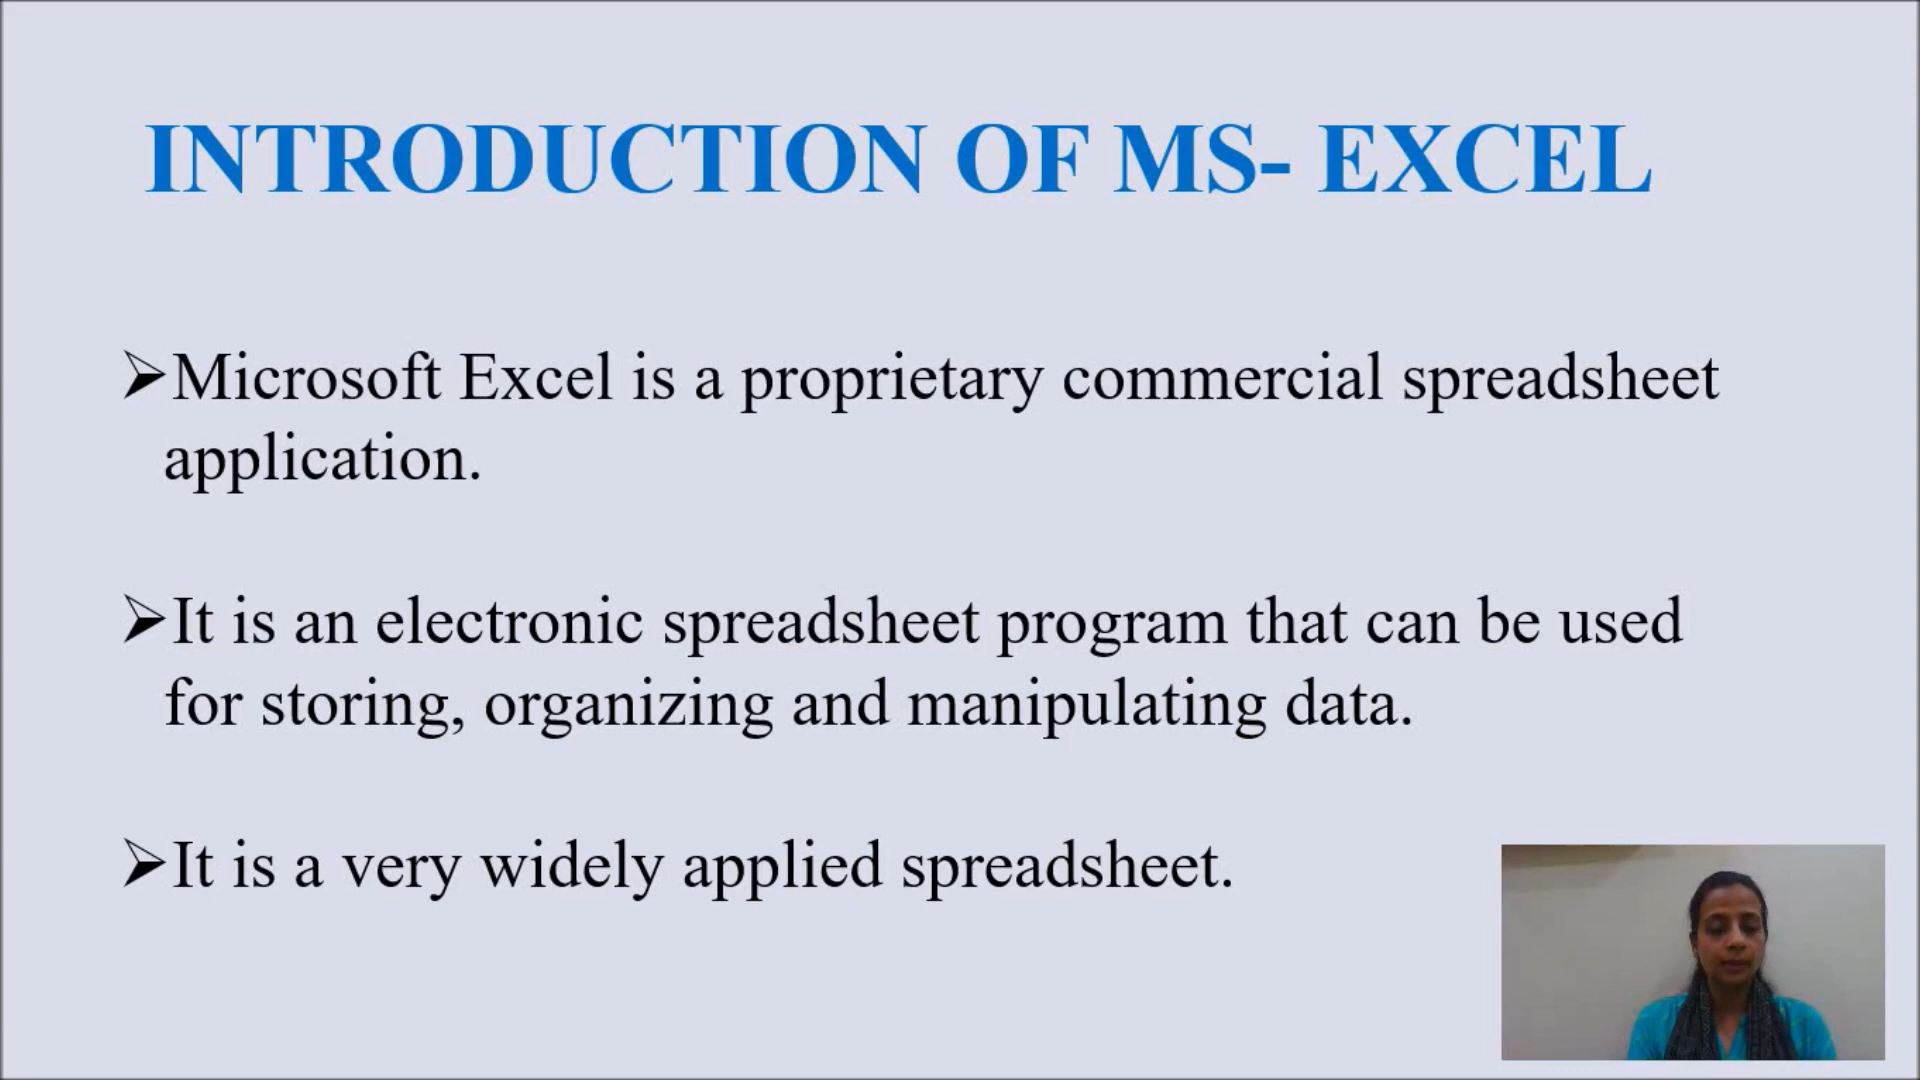 INTRODUCTION OF MS- EXCEL
➢Microsoft Excel is a proprietary commercial spreadsheet
application.
➢It is an electronic spreadsheet program that can be used
for storing, organizing and manipulating data.
➢It is a very widely applied spreadsheet.